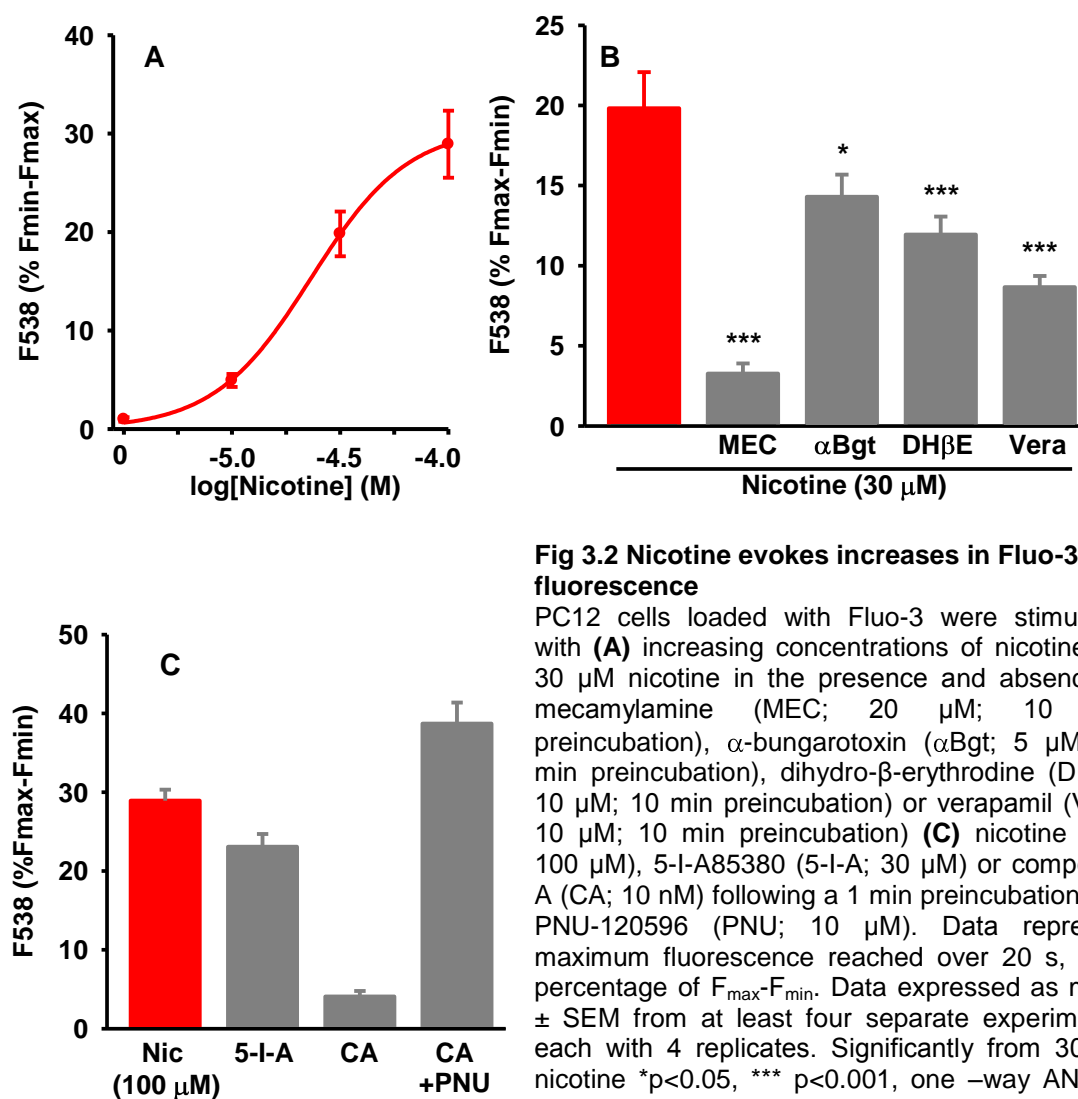 40
A
30
20
10
0
F538 (% Fmin-Fmax)
0 -5.0 -4.5 -4.0
log[Nicotine] (M)
25
B
20
15
10
5
0
F538 (% Fmax-Fmin)
*
***
***
***
MEC αBgt DHβE Vera
Nicotine (30 μM)
50
C
40
30
20
10
0
F538 (%Fmax-Fmin)
Nic 5-I-A CA CA
(100 μM) +PNU
Fig 3.2 Nicotine evokes increases in Fluo-3
fluorescence
PC12 cells loaded with Fluo-3 were stimu
with (A) increasing concentrations of nicotine
30 µM nicotine in the presence and absenc
mecamylamine (MEC; 20 µM; 10
preincubation), α-bungarotoxin (αBgt; 5 µM
min preincubation), dihydro-β-erythrodine (D
10 µM; 10 min preincubation) or verapamil (V
10 µM; 10 min preincubation) (C) nicotine
100 µM), 5-I-A85380 (5-I-A; 30 µM) or compo
A (CA; 10 nM) following a 1 min preincubation
PNU-120596 (PNU; 10 µM). Data repre
maximum fluorescence reached over 20 s,
percentage of Fmax-Fmin. Data expressed as m
± SEM from at least four separate experim
each with 4 replicates. Significantly from 30
nicotine *p<0.05, *** p<0.001, one –way AN